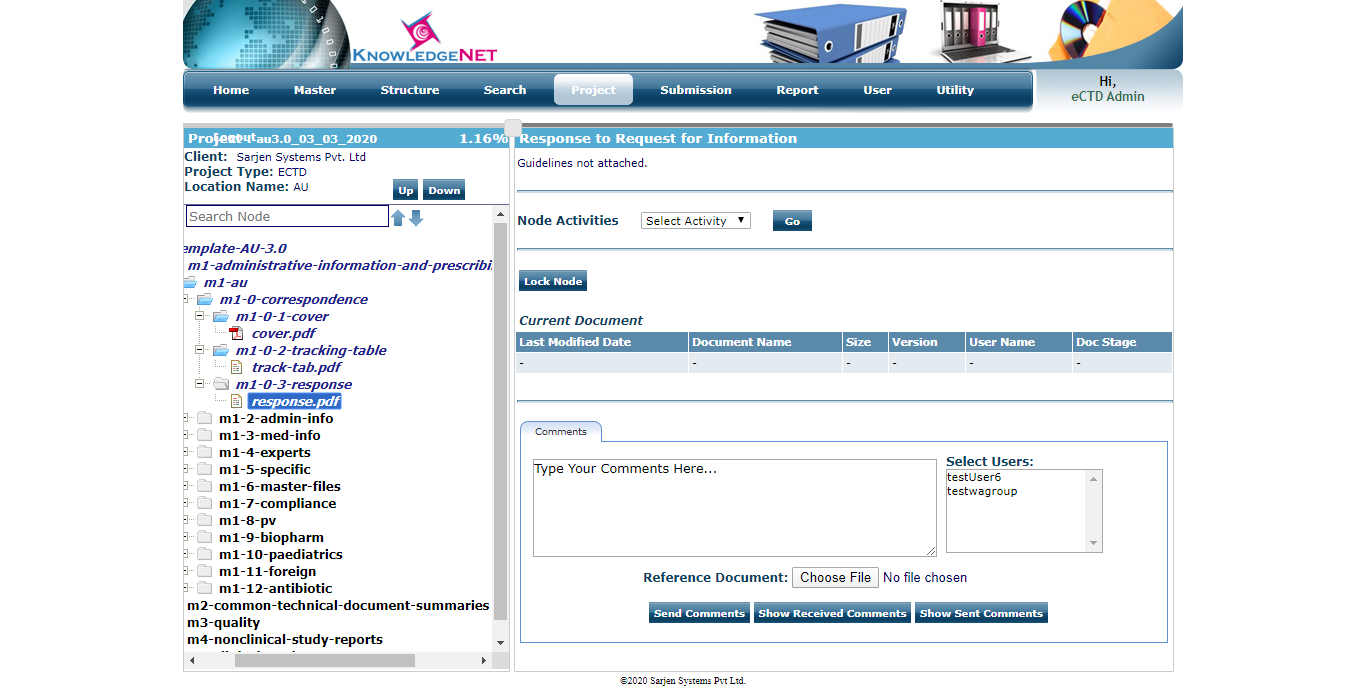 KNOWLEDGENET
Home Master Structure Search Project Submission Report User Utility
Hi,
eCTD Admin
Logout
au3.0_03_03_2020 1.16%
Client: Sarjen Systems Pvt. Ltd
Project Type: ECTD
Location Name: AU
Up Down
Search Node
emplate-AU-3.0
m1-administrative-information-and-prescribi
m1-au
m1-0-correspondence
m1-0-1-cover
cover.pdf
m1-0-2-tracking-table
track-tab.pdf
m1-0-3-response
response.pdf
m1-2-admin-info
m1-3-med-info
m1-4-experts
m1-5-specific
m1-6-master-files
m1-7-compliance
m1-8-pv
m1-9-biopharm
m1-10-paediatrics
m1-11-foreign
m1-12-antibiotic
m2-common-technical-document-summaries
m3-quality
m4-nonclinical-study-reports
Response to Request for Information
Guidelines not attached.
Node Activities Select Activity Go
Lock Node
Current Document
Last Modified Date Document Name Size Version User Name Doc Stage
- - - - - -
Comments
Type Your Comments Here...
Select Users:
testUser6
testwagroup
Reference Document: Choose File No file chosen
Send Comments Show Received Comments Show Sent Comments
©2020 Sarjen Systems Pvt Ltd.